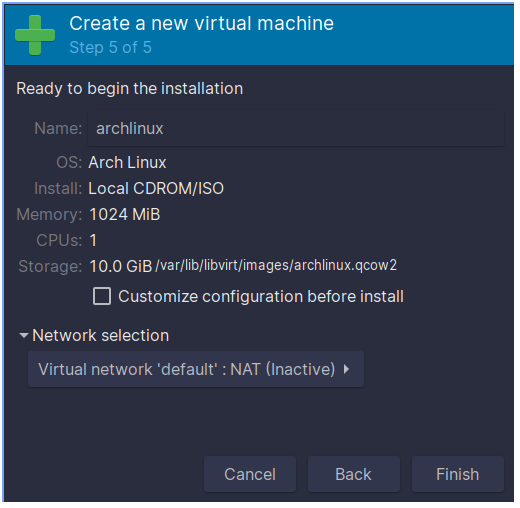 Create a new virtual machine
Step 5 of 5
Ready to begin the installation
Name: archlinux
OS: Arch Linux
Install: Local CDROM/ISO
Memory: 1024 MiB
CPUs: 1
Storage: 10.0 GiB /var/lib/libvirt/images/archlinux.qcow2
Customize configuration before install
Network selection
Virtual network 'default' : NAT (Inactive)
Cancel Back Finish